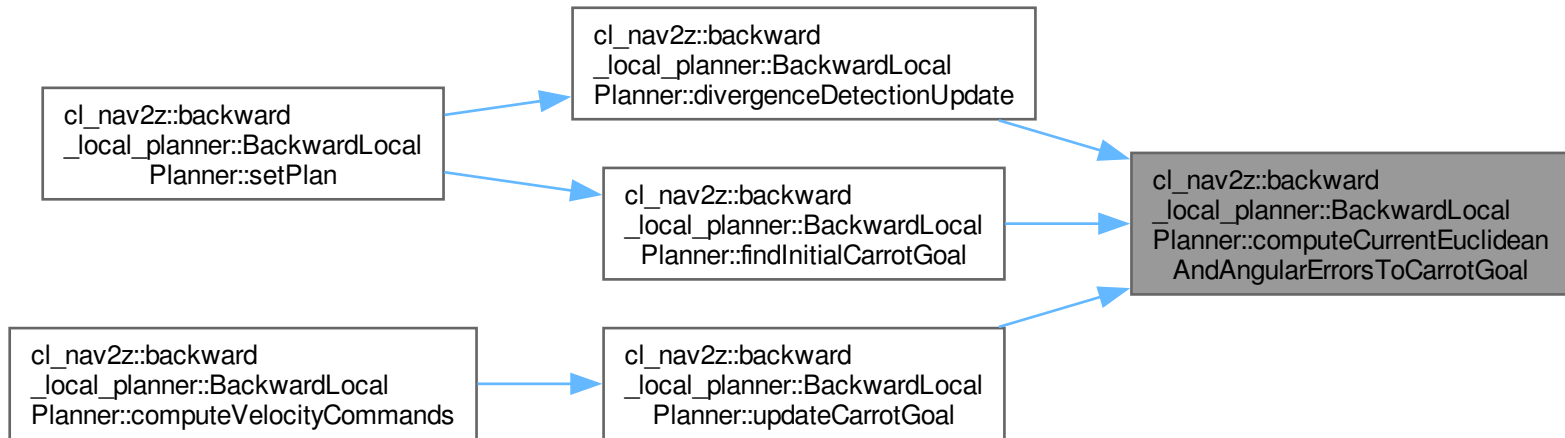 cl_nav2z::backward
_local_planner::BackwardLocal
Planner::setPlan
cl_nav2z::backward
_local_planner::BackwardLocal
Planner::computeVelocityCommands
cl_nav2z::backward
_local_planner::BackwardLocal
Planner::divergenceDetectionUpdate
cl_nav2z::backward
_local_planner::BackwardLocal
Planner::findInitialCarrotGoal
cl_nav2z::backward
_local_planner::BackwardLocal
Planner::updateCarrotGoal
cl_nav2z::backward
_local_planner::BackwardLocal
Planner::computeCurrentEuclidean
AndAngularErrorsToCarrotGoal